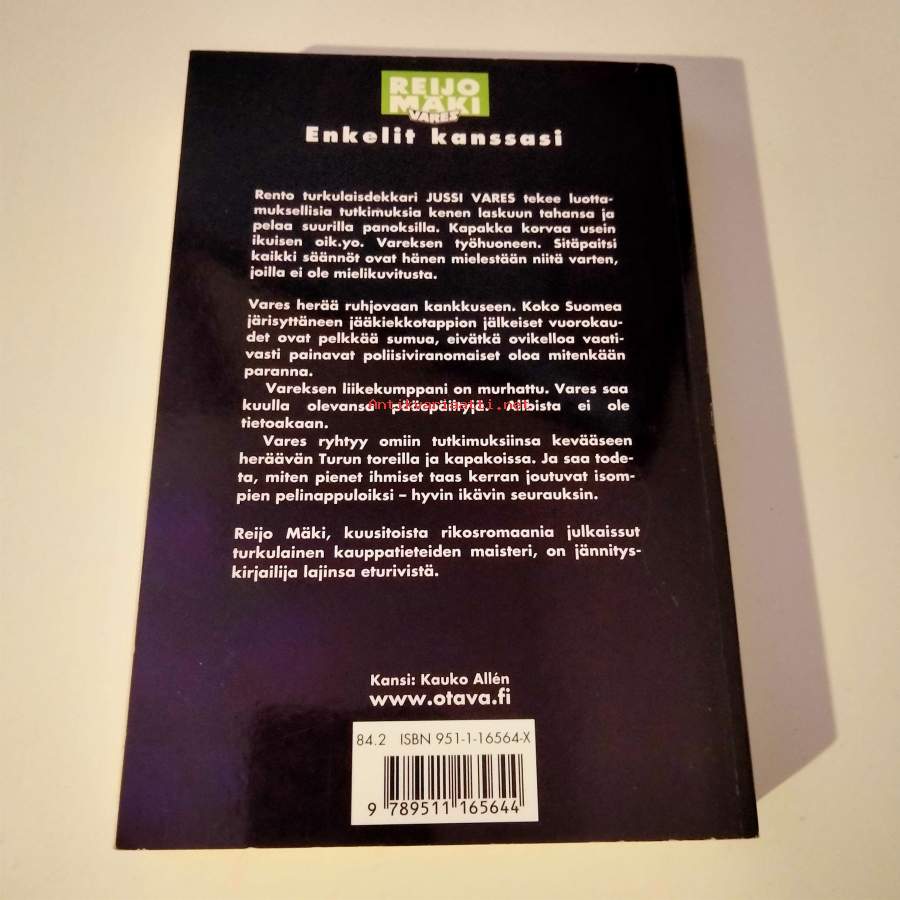 REIJO
MÄKI
VARES
Enkelit kanssasi
Rento turkulaisdekkari JUSSI VARES tekee luotta-
muksellisia tutkimuksia kenen laskuun tahansa ja
pelaa suurilla panoksilla. Kapakka korvaa usein
ikuisen oik.yo. Vareksen työhuoneen. Sitäpaitsi
kaikki säännöt ovat hänen mielestään niitä varten,
joilla ei ole mielikuvitusta.
Vares herää ruhjovaan kankkuseen. Koko Suomea
järisyttäneen jääkiekkotappion jälkeiset vuorokau-
det ovat pelkkää sumua, eivätkä ovikelloa vaati-
vasti painavat poliisiviranomaiset oloa mitenkään
paranna.
Vareksen liikekumppani on murhattu. Vares saa
kuulla olevansa pääepäilty ei ole
Antikvariaatti.net
tietoakaan.
Vares ryhtyy omiin tutkimuksiinsa kevääseen
heräävän Turun toreilla ja kapakoissa. Ja saa tode-
ta, miten pienet ihmiset taas kerran joutuvat isom-
pien pelinappuloiksi – hyvin ikävin seurauksin.
Reijo Mäki, kuusitoista rikosromaania julkaissut
turkulainen kauppatieteiden maisteri, on jännitys-
kirjailija lajinsa eturivistä.
Kansi: Kauko Allén
www.otava.fi
84.2 ISBN 951-1-16564-X
9 789511 165644